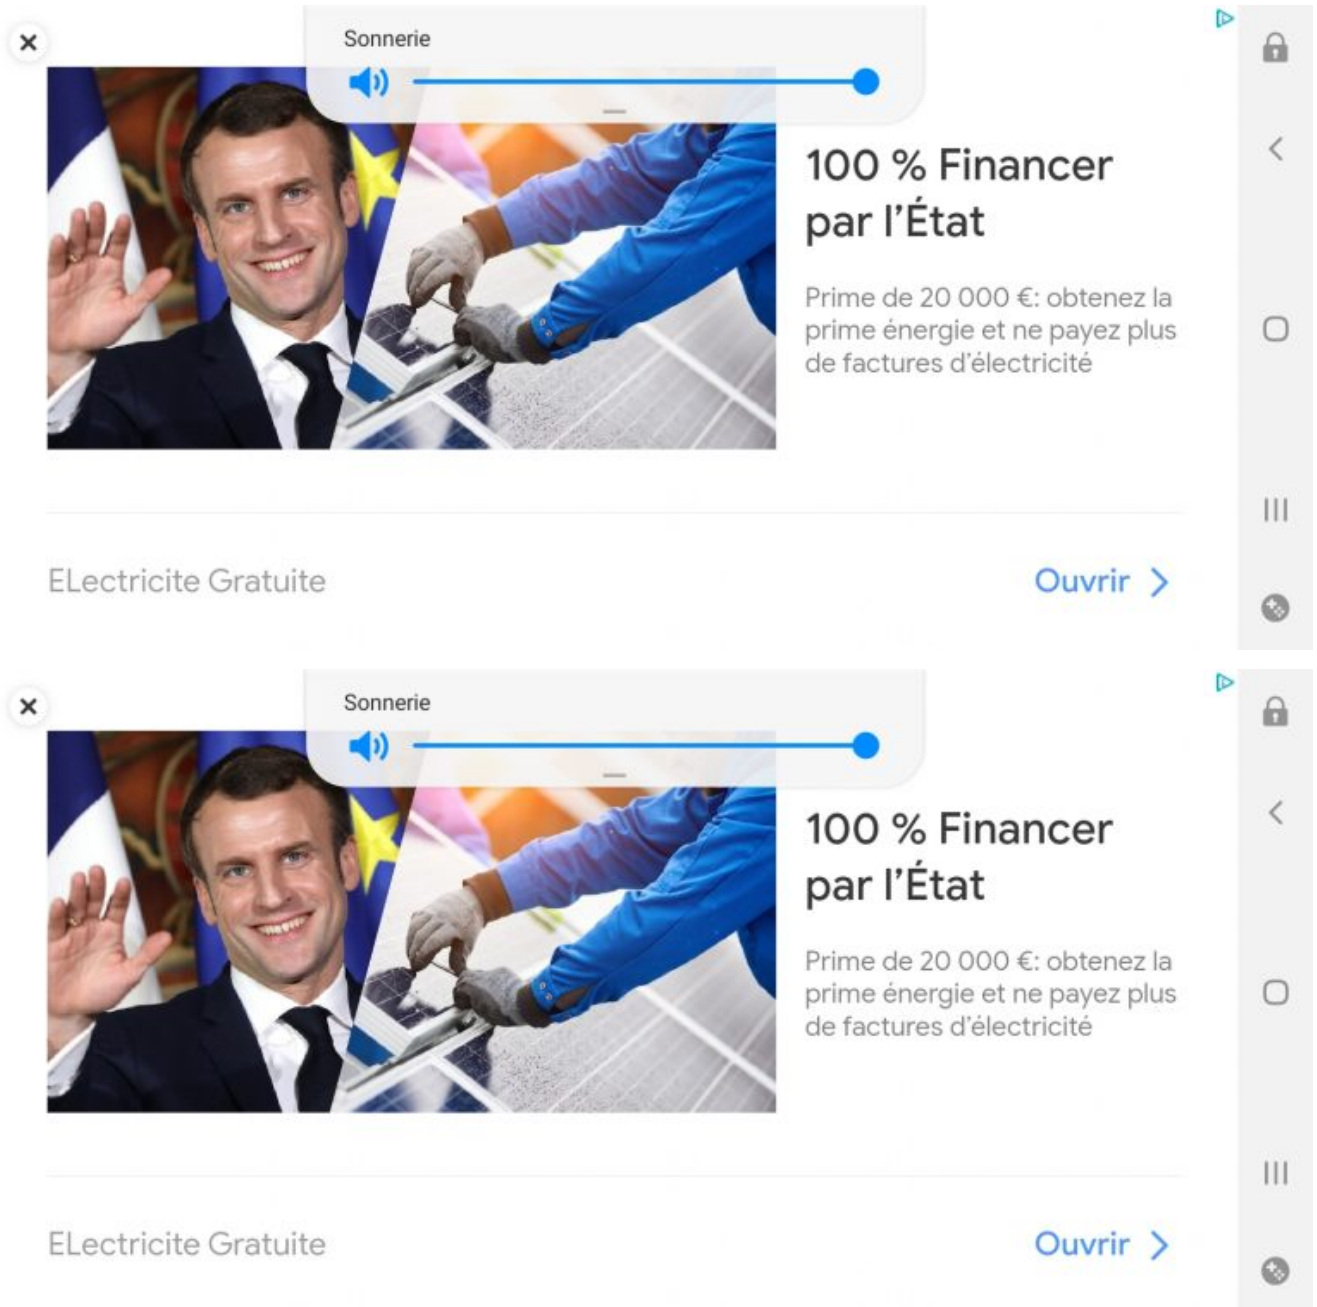 Sonnerie
100 % Financer
par l'État
Prime de 20 000 €: obtenez la
prime énergie et ne payez plus
de factures d'électricité
ELectricite Gratuite
Ouvrir
Sonnerie
100 % Financer
par l'État
Prime de 20 000 €: obtenez la
prime énergie et ne payez plus
de factures d'électricité
ELectricite Gratuite
Ouvrir